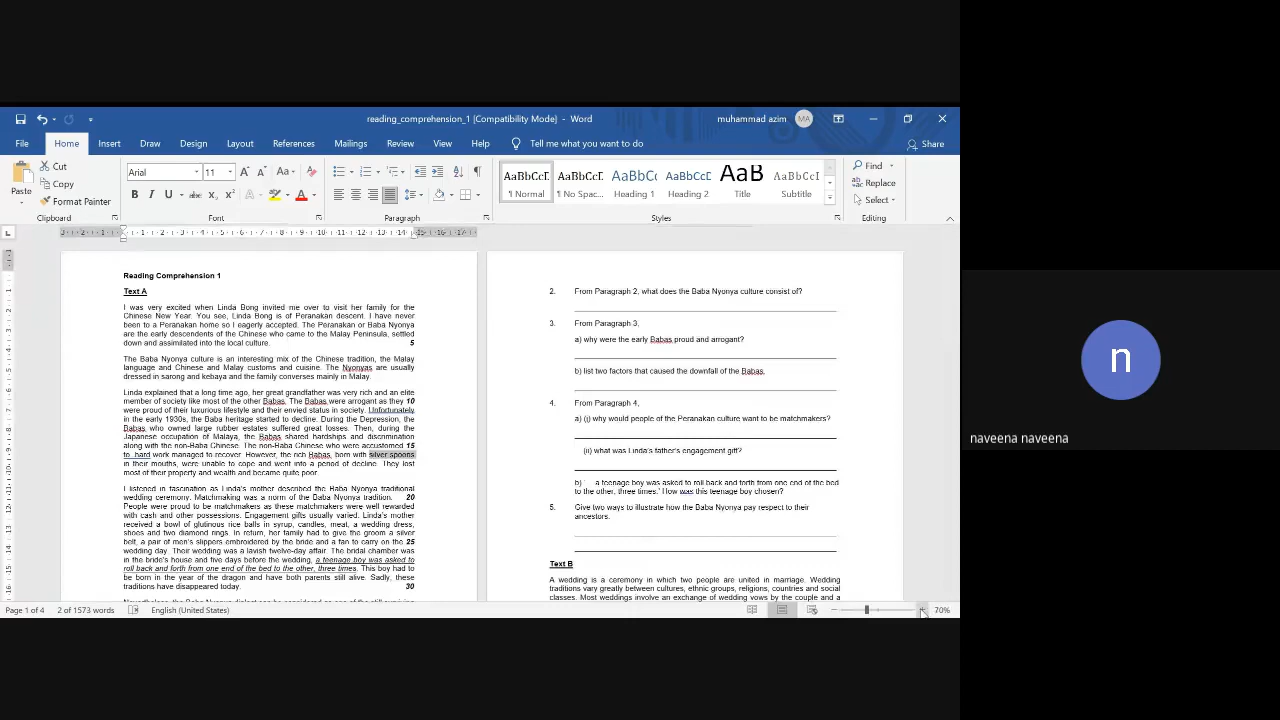 reading_comprehension_1 [Compatibility Mode] - Word
muhammad azim
MA
File Home Insert Draw Design Layout References Mailings Review View Help Tell me what you want to do Share
Paste
Cut
Copy
Format Painter
Clipboard
Arial 11
Font
Paragraph
¶ Normal ¶ No Spac... Heading 1 Heading 2 Title Subtitle
Styles
Find
Replace
Select
Editing
Reading Comprehension 1
Text A
I was very excited when Linda Bong invited me over to visit her family for the
Chinese New Year. You see, Linda Bong is of Peranakan descent. I have never
been to a Peranakan home so I eagerly accepted. The Peranakan or Baba Nyonya
are the early descendents of the Chinese who came to the Malay Peninsula, settled
down and assimilated into the local culture. 5
The Baba Nyonya culture is an interesting mix of the Chinese tradition, the Malay
language and Chinese and Malay customs and cuisine. The Nyonyas are usually
dressed in sarong and kebaya and the family converses mainly in Malay.
Linda explained that a long time ago, her great grandfather was very rich and an elite
member of society like most of the other Babas. The Babas were arrogant as they 10
were proud of their luxurious lifestyle and their envied status in society. Unfortunately
in the early 1930s, the Baba heritage started to decline. During the Depression, the
Babas who owned large rubber estates suffered great losses. Then, during the
Japanese occupation of Malaya, the Babas shared hardships and discrimination
along with the non-Baba Chinese. The non-Baba Chinese who were accustomed 15
to hard work managed to recover. However, the rich Babas, born with silver spoons
in their mouths, were unable to cope and went into a period of decline. They lost
most of their property and wealth and became quite poor.
I listened in fascination as Linda's mother described the Baba Nyonya traditional
wedding ceremony. Matchmaking was a norm of the Baba Nyonya tradition. 20
People were proud to be matchmakers as these matchmakers were well rewarded
with cash and other possessions. Engagement gifts usually varied. Linda's mother
received a bowl of glutinous rice balls in syrup, candles, meat, a wedding dress,
shoes and two diamond rings. In return, her family had to give the groom a silver
belt, a pair of men's slippers embroidered by the bride and a fan to carry on the 25
wedding day. Their wedding was a lavish twelve-day affair. The bridal chamber was
in the bride's house and five days before the wedding, a teenage boy was asked to
roll back and forth from one end of the bed to the other, three times. This boy had to
be born in the year of the dragon and have both parents still alive. Sadly, these
traditions have disappeared today. 30
2. From Paragraph 2, what does the Baba Nyonya culture consist of?
3. From Paragraph 3,
a) why were the early Babas proud and arrogant?
b) list two factors that caused the downfall of the Babas.
4. From Paragraph 4,
a) (i) why would people of the Peranakan culture want to be matchmakers?
(ii) what was Linda's father's engagement gift?
b) ' a teenage boy was asked to roll back and forth from one end of the bed
to the other, three times.' How was this teenage boy chosen?
5. Give two ways to illustrate how the Baba Nyonya pay respect to their
ancestors.
Text B
A wedding is a ceremony in which two people are united in marriage. Wedding
traditions vary greatly between cultures, ethnic groups, religions, countries and social
classes. Most weddings involve an exchange of wedding vows by the couple and a
Page 1 of 4 2 of 1573 words English (United States) 70%
n
naveena naveena